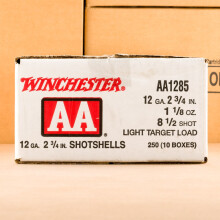 WINCHESTER
AA
12 GA. 2 3/4 IN. SHOTSHELLS
AA1285
12 GA. 2 3/4 IN.
1 1/8 OZ.
8 1/2 SHOT
LIGHT TARGET LOAD
250 (10 BOXES)